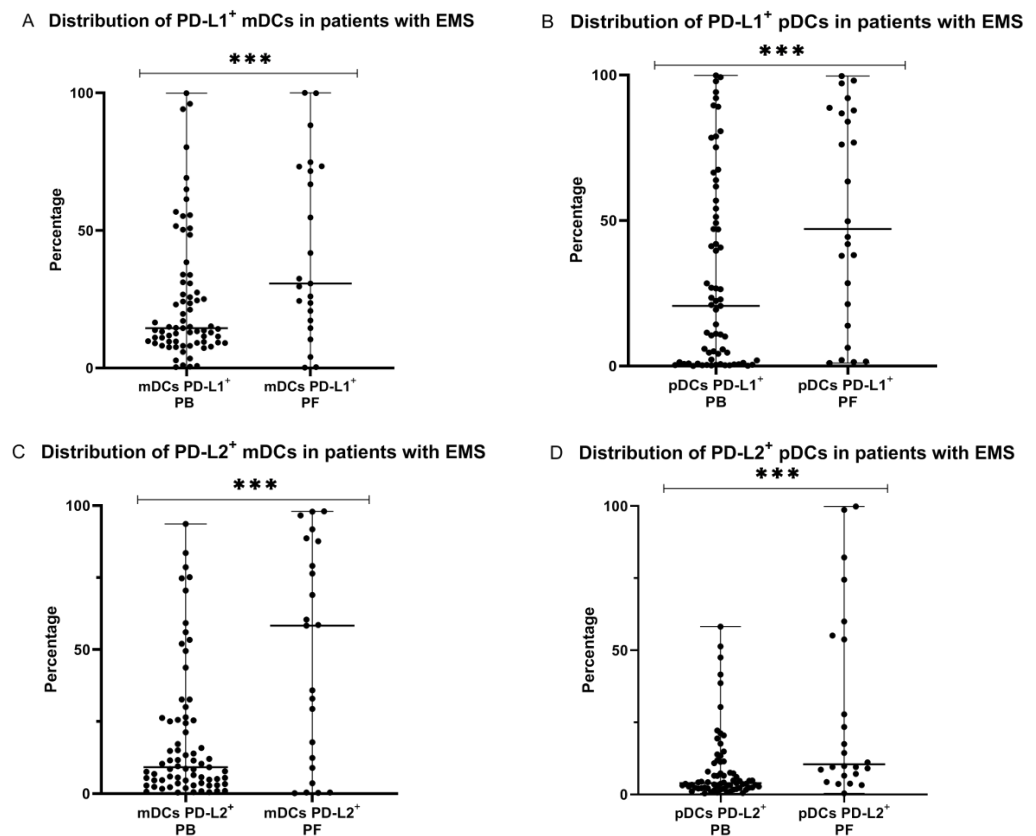 A Distribution of PD-L1⁺ mDCs in patients with EMS
***
Percentage
100
50
0
mDCs PD-L1⁺
PB
mDCs PD-L1⁺
PF
B Distribution of PD-L1⁺ pDCs in patients with EMS
***
Percentage
100
50
0
pDCs PD-L1⁺
PB
pDCs PD-L1⁺
PF
C Distribution of PD-L2⁺ mDCs in patients with EMS
***
Percentage
100
50
0
mDCs PD-L2⁺
PB
mDCs PD-L2⁺
PF
D Distribution of PD-L2⁺ pDCs in patients with EMS
***
Percentage
100
50
0
pDCs PD-L2⁺
PB
pDCs PD-L2⁺
PF